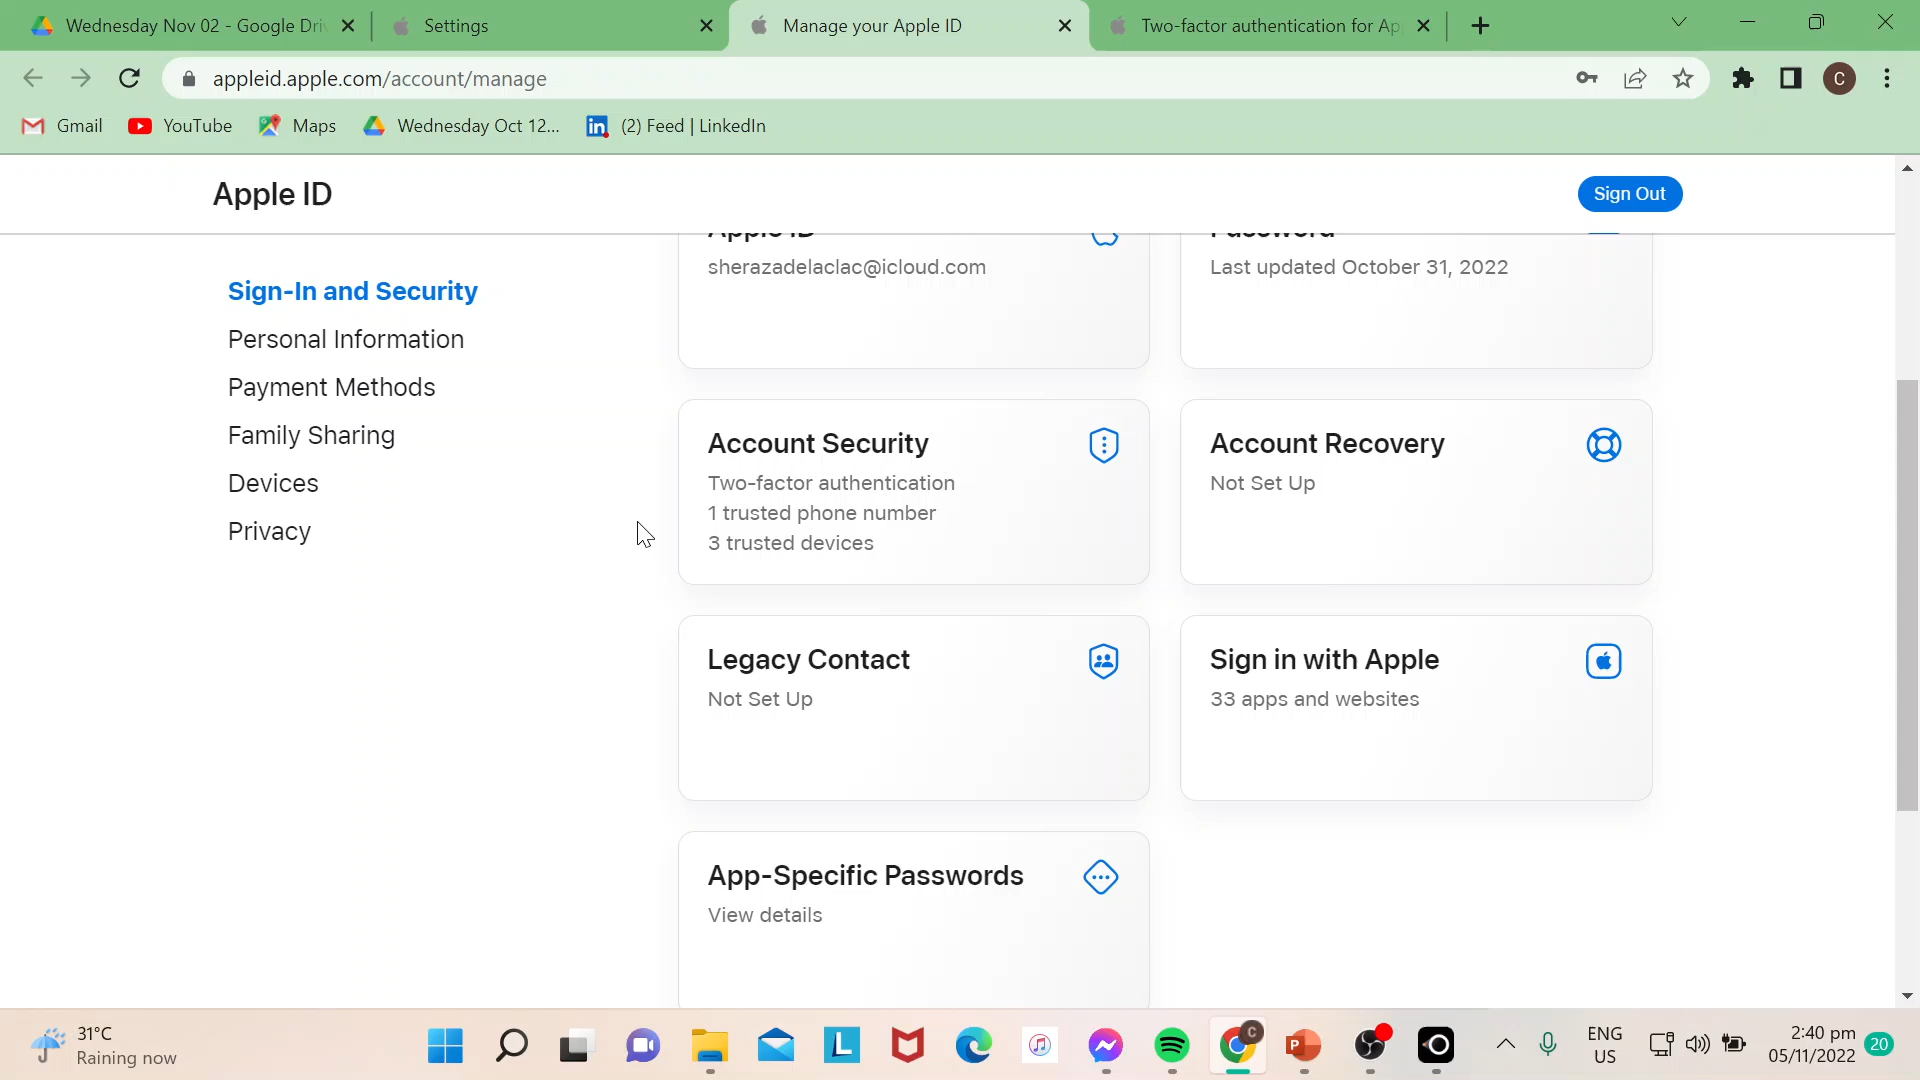 Wednesday Nov 02 - Google Dri
Settings
Manage your Apple ID
Two-factor authentication for Ap
appleid.apple.com/account/manage
C
Gmail
YouTube
Maps
Wednesday Oct 12...
(2) Feed | LinkedIn
Apple ID
Sign Out
Sign-In and Security
Personal Information
Payment Methods
Family Sharing
Devices
Privacy
Apple ID
sherazadelaclac@icloud.com
Password
Last updated October 31, 2022
Account Security
Two-factor authentication
1 trusted phone number
3 trusted devices
Account Recovery
Not Set Up
Legacy Contact
Not Set Up
Sign in with Apple
33 apps and websites
App-Specific Passwords
View details
31°C
Raining now
ENG
US
2:40 pm
05/11/2022
20